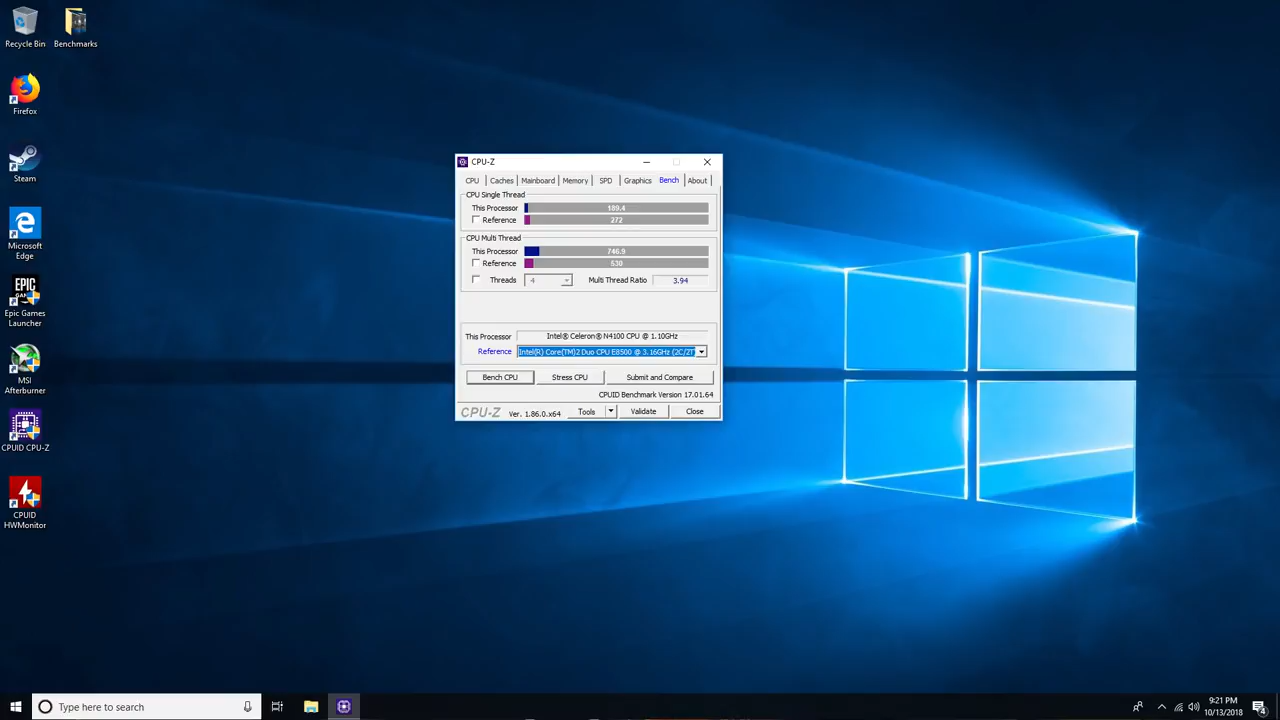 Recycle Bin
Benchmarks
Firefox
Steam
Microsoft
Edge
EPIC
GAMES
Epic Games
Launcher
MSI
Afterburner
CPUID CPU-Z
CPUID
HWMonitor
CPU-Z
CPU Caches Mainboard Memory SPD Graphics Bench About
CPU Single Thread
This Processor 189.4
Reference 272
CPU Multi Thread
This Processor 746.9
Reference 530
Threads 4 Multi Thread Ratio 3.94
This Processor Intel® Celeron® N4100 CPU @ 1.10GHz
Reference Intel(R) Core(TM)2 Duo CPU E8500 @ 3.16GHz (2C/2T
Bench CPU Stress CPU Submit and Compare
CPUID Benchmark Version 17.01.64
CPU-Z Ver. 1.86.0.x64 Tools Validate Close
Type here to search
9:21 PM
10/13/2018
4